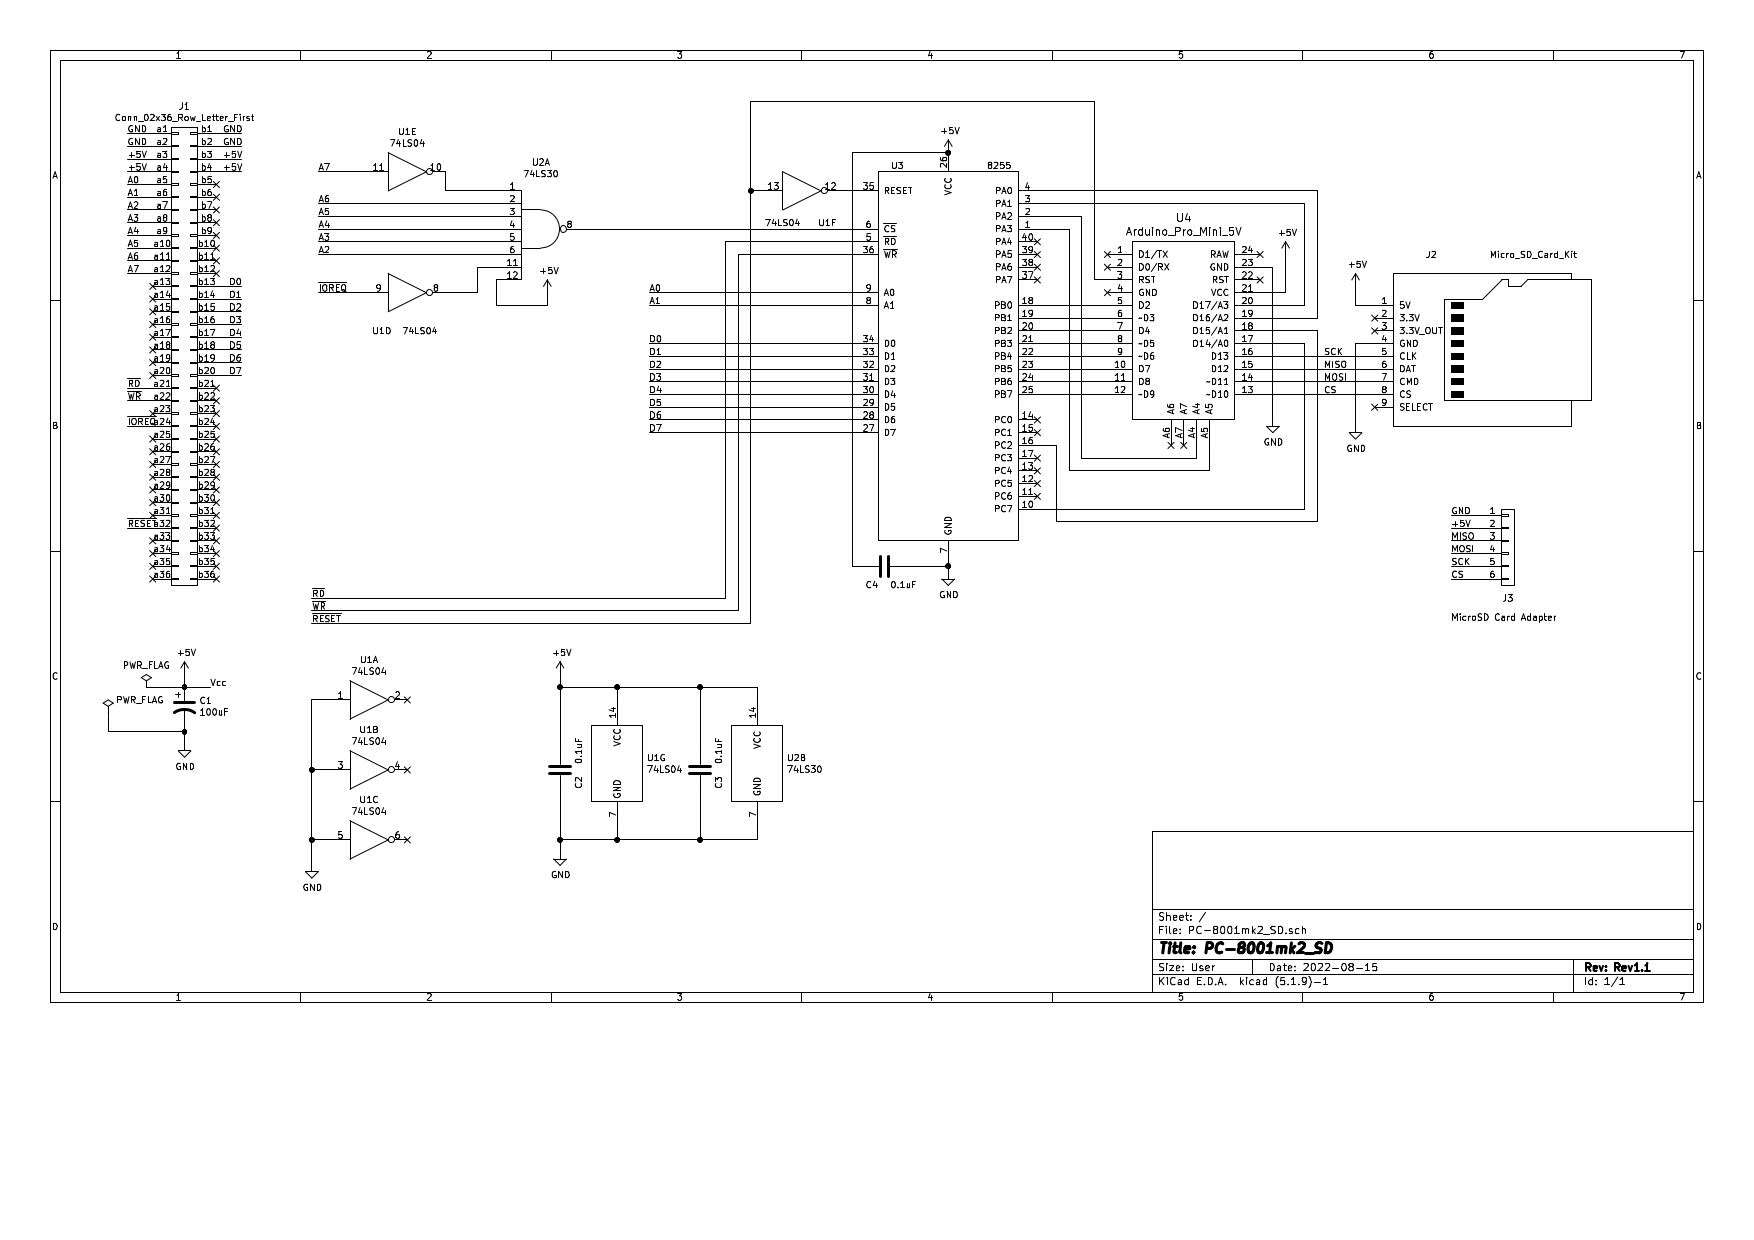 1 2 3 4 5 6 7
A
B
C
D
J1
Conn_02x36_Row_Letter_First
GND a1 b1 GND
GND a2 b2 GND
+5V a3 b3 +5V
+5V a4 b4 +5V
A0 a5 b5
A1 a6 b6
A2 a7 b7
A3 a8 b8
A4 a9 b9
A5 a10 b10
A6 a11 b11
A7 a12 b12
a13 b13 D0
a14 b14 D1
a15 b15 D2
a16 b16 D3
a17 b17 D4
a18 b18 D5
a19 b19 D6
a20 b20 D7
RD a21 b21
WR a22 b22
a23 b23
IOREQ a24 b24
a25 b25
a26 b26
a27 b27
a28 b28
a29 b29
a30 b30
a31 b31
RESET a32 b32
a33 b33
a34 b34
a35 b35
a36 b36
U1E
74LS04
A7 11 10
U2A
74LS30
1
A6 2
A5 3
A4 4 8
A3 5
A2 6
11
12
+5V
IOREQ 9 8
U1D 74LS04
13 12
74LS04 U1F
+5V
26
VCC
U3 8255
35 RESET
6 CS
5 RD
36 WR
A0 9 A0
A1 8 A1
D0 34 D0
D1 33 D1
D2 32 D2
D3 31 D3
D4 30 D4
D5 29 D5
D6 28 D6
D7 27 D7
PA0 4
PA1 3
PA2 2
PA3 1
PA4 40
PA5 39
PA6 38
PA7 37
PB0 18
PB1 19
PB2 20
PB3 21
PB4 22
PB5 23
PB6 24
PB7 25
PC0 14
PC1 15
PC2 16
PC3 17
PC4 13
PC5 12
PC6 11
PC7 10
GND
7
C4 0.1uF
GND
U4
Arduino_Pro_Mini_5V
1 D1/TX RAW 24
2 D0/RX GND 23
3 RST RST 22
4 GND VCC 21
5 D2 D17/A3 20
6 ~D3 D16/A2 19
7 D4 D15/A1 18
8 ~D5 D14/A0 17
9 ~D6 D13 16 SCK
10 D7 D12 15 MISO
11 D8 ~D11 14 MOSI
12 ~D9 ~D10 13 CS
A6 A7 A4 A5
A6 A7 A4 A5
+5V
GND
J2 Micro_SD_Card_Kit
+5V
1 5V
2 3.3V
3 3.3V_OUT
4 GND
5 CLK
6 DAT
7 CMD
8 CS
9 SELECT
GND
GND 1
+5V 2
MISO 3
MOSI 4
SCK 5
CS 6
J3
MicroSD Card Adapter
RD
WR
RESET
+5V
PWR_FLAG
Vcc
PWR_FLAG
+
C1
100uF
GND
U1A
74LS04
1 2
U1B
74LS04
3 4
U1C
74LS04
5 6
GND
+5V
14
VCC
C2 0.1uF
U1G
74LS04
GND
7
C3 0.1uF
14
VCC
U2B
74LS30
GND
7
GND
Sheet: /
File: PC-8001mk2_SD.sch
Title: PC-8001mk2_SD
Size: User Date: 2022-08-15 Rev: Rev1.1
KiCad E.D.A. kicad (5.1.9)-1 Id: 1/1
A
B
C
D
1 2 3 4 5 6 7